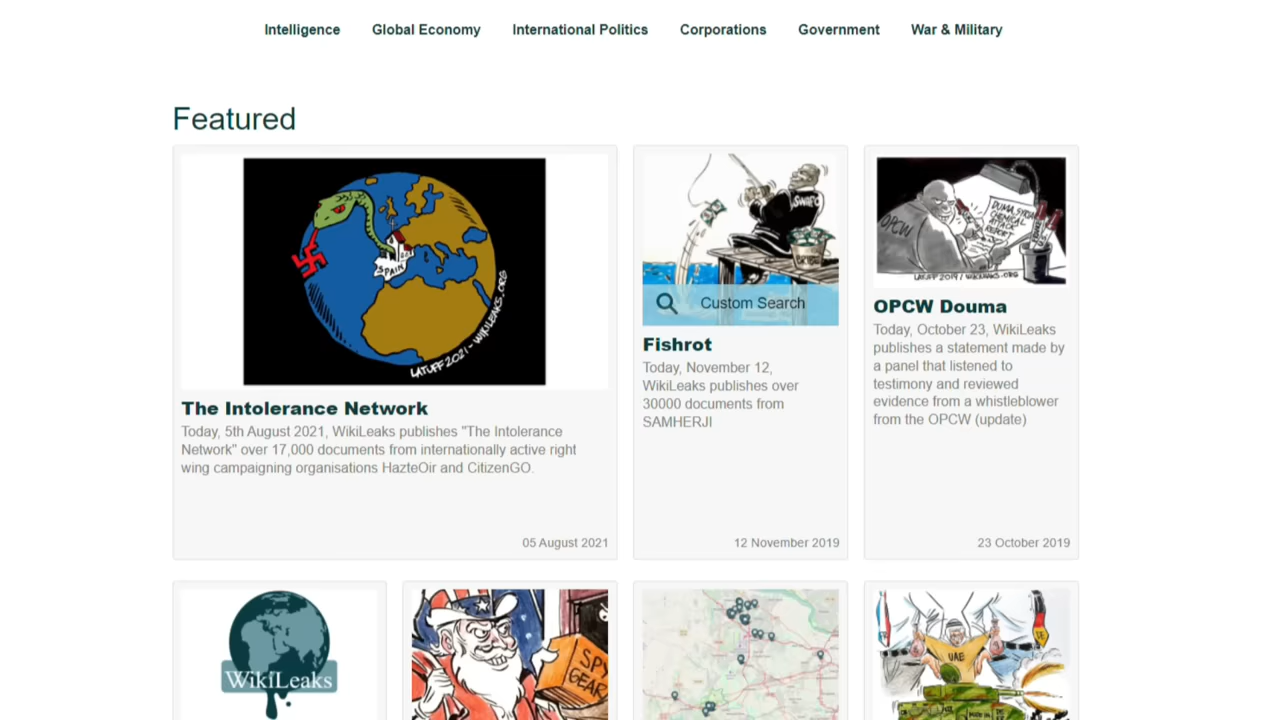 Intelligence Global Economy International Politics Corporations Government War & Military
Featured
SPAIN
LATUFF 2021 - WIKILEAKS.ORG
The Intolerance Network
Today, 5th August 2021, WikiLeaks publishes "The Intolerance
Network" over 17,000 documents from internationally active right
wing campaigning organisations HazteOir and CitizenGO.
05 August 2021
Custom Search
Fishrot
Today, November 12,
WikiLeaks publishes over
30000 documents from
SAMHERJI
12 November 2019
OPCW
DOUMA, SYRIA
CHEMICAL
ATTACK
REPORT
LATUFF 2019 / WIKILEAKS.ORG
OPCW Douma
Today, October 23, WikiLeaks
publishes a statement made by
a panel that listened to
testimony and reviewed
evidence from a whistleblower
from the OPCW (update)
23 October 2019
WikiLeaks
SPY
GEAR
UAE